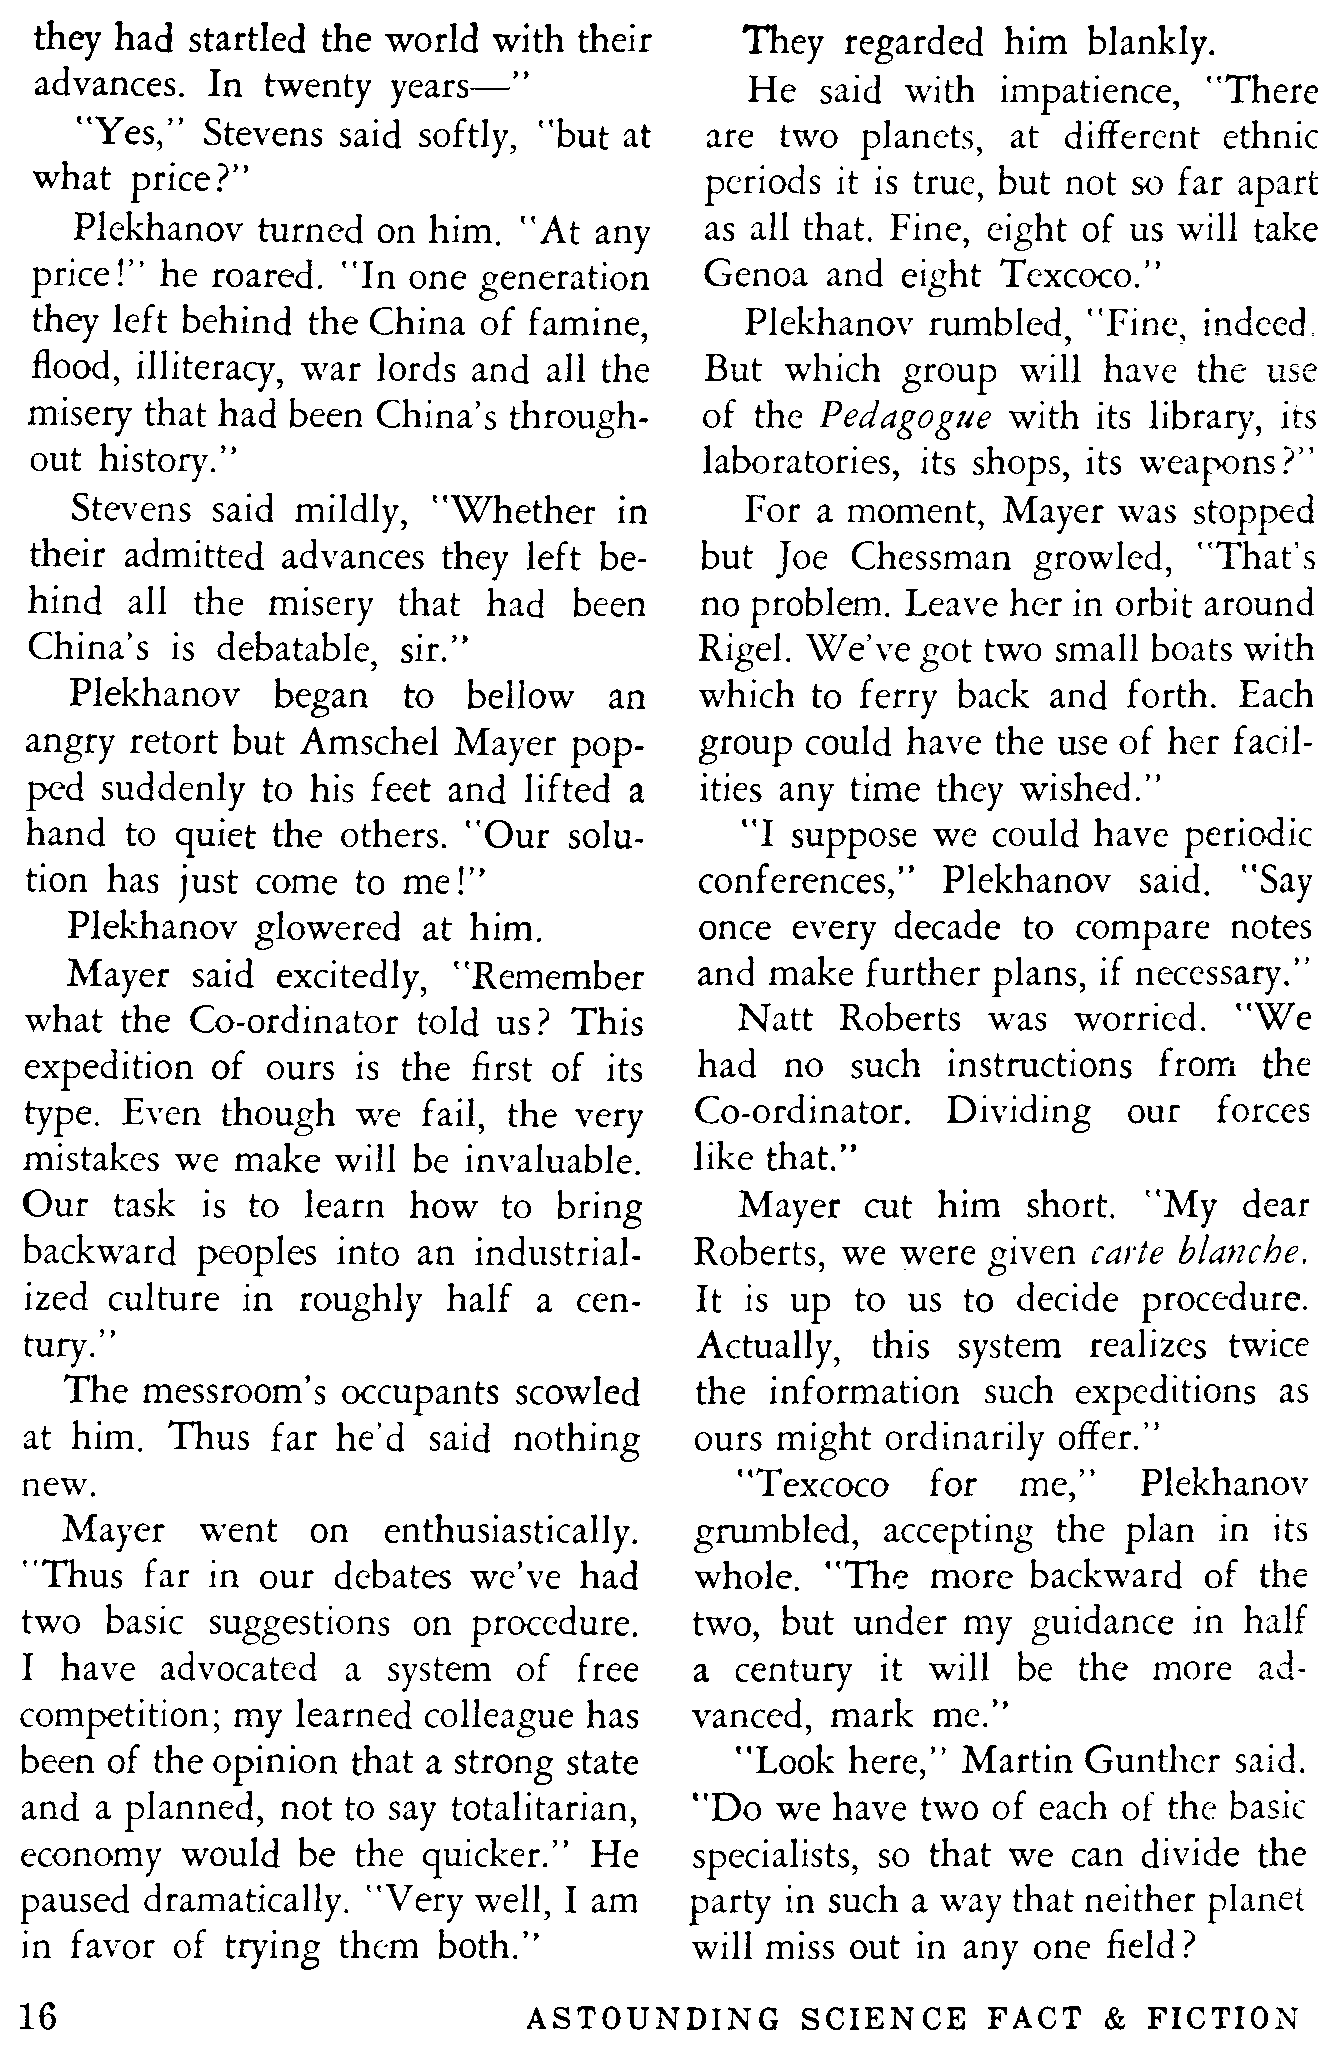 they had startled the world with their
advances. In twenty years—"
"Yes," Stevens said softly, "but at
what price?"
Plekhanov turned on him. "At any
price!" he roared. "In one generation
they left behind the China of famine,
flood, illiteracy, war lords and all the
misery that had been China's through-
out history."
Stevens said mildly, "Whether in
their admitted advances they left be-
hind all the misery that had been
China's is debatable, sir."
Plekhanov began to bellow an
angry retort but Amschel Mayer pop-
ped suddenly to his feet and lifted a
hand to quiet the others. "Our solu-
tion has just come to me!"
Plekhanov glowered at him.
Mayer said excitedly, "Remember
what the Co-ordinator told us? This
expedition of ours is the first of its
type. Even though we fail, the very
mistakes we make will be invaluable.
Our task is to learn how to bring
backward peoples into an industrial-
ized culture in roughly half a cen-
tury."
The messroom's occupants scowled
at him. Thus far he'd said nothing
new.
Mayer went on enthusiastically.
"Thus far in our debates we've had
two basic suggestions on procedure.
I have advocated a system of free
competition; my learned colleague has
been of the opinion that a strong state
and a planned, not to say totalitarian,
economy would be the quicker." He
paused dramatically. "Very well, I am
in favor of trying them both."
They regarded him blankly.
He said with impatience, "There
are two planets, at different ethnic
periods it is true, but not so far apart
as all that. Fine, eight of us will take
Genoa and eight Texcoco."
Plekhanov rumbled, "Fine, indeed.
But which group will have the use
of the Pedagogue with its library, its
laboratories, its shops, its weapons?"
For a moment, Mayer was stopped
but Joe Chessman growled, "That's
no problem. Leave her in orbit around
Rigel. We've got two small boats with
which to ferry back and forth. Each
group could have the use of her facil-
ities any time they wished."
"I suppose we could have periodic
conferences," Plekhanov said. "Say
once every decade to compare notes
and make further plans, if necessary."
Natt Roberts was worried. "We
had no such instructions from the
Co-ordinator. Dividing our forces
like that."
Mayer cut him short. "My dear
Roberts, we were given carte blanche.
It is up to us to decide procedure.
Actually, this system realizes twice
the information such expeditions as
ours might ordinarily offer."
"Texcoco for me," Plekhanov
grumbled, accepting the plan in its
whole. "The more backward of the
two, but under my guidance in half
a century it will be the more ad-
vanced, mark me."
"Look here," Martin Gunther said.
"Do we have two of each of the basic
specialists, so that we can divide the
party in such a way that neither planet
will miss out in any one field?
16 ASTOUNDING SCIENCE FACT & FICTION